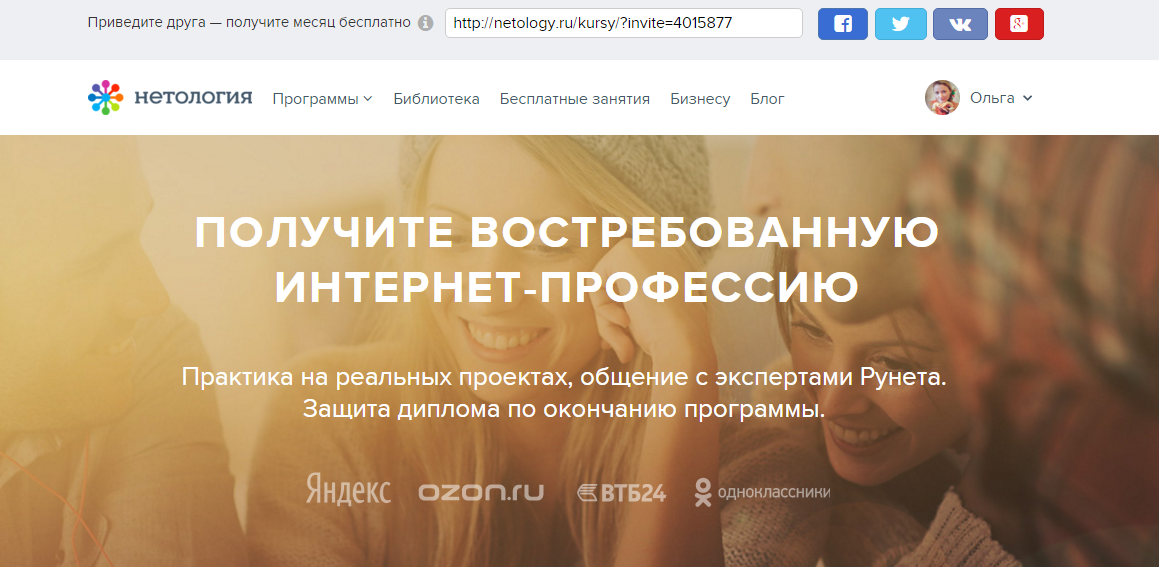 Приведите друга — получите месяц бесплатно
http://netology.ru/kursy/?invite=4015877
нетология
Программы
Библиотека
Бесплатные занятия
Бизнесу
Блог
Ольга
ПОЛУЧИТЕ ВОСТРЕБОВАННУЮ
ИНТЕРНЕТ-ПРОФЕССИЮ
Практика на реальных проектах, общение с экспертами Рунета.
Защита диплома по окончанию программы.
Яндекс
ozon.ru
ВТБ24
одноклассники